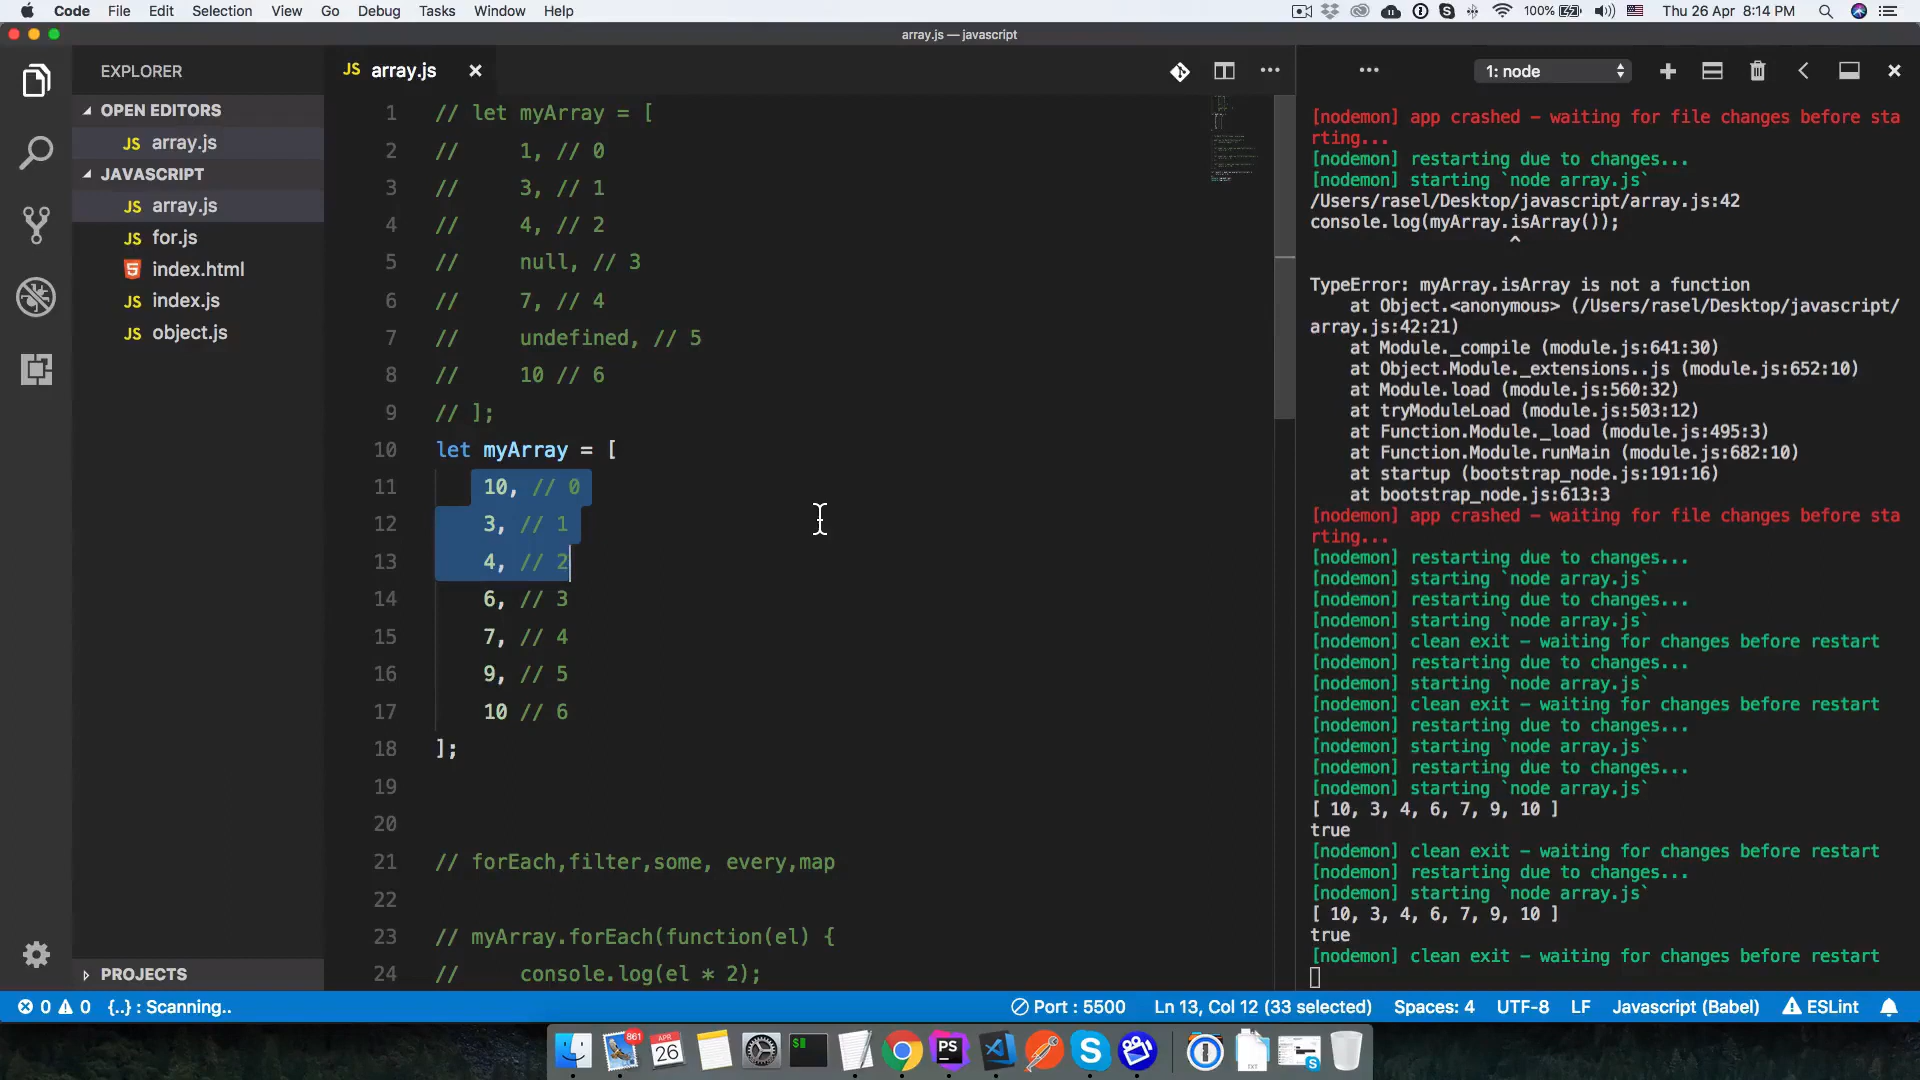 Code File Edit Selection View Go Debug Tasks Window Help
100% Thu 26 Apr 8:14 PM
array.js — javascript
EXPLORER
OPEN EDITORS
JS array.js
JAVASCRIPT
JS array.js
JS for.js
index.html
JS index.js
JS object.js
PROJECTS
JS array.js
1 // let myArray = [
2 // 1, // 0
3 // 3, // 1
4 // 4, // 2
5 // null, // 3
6 // 7, // 4
7 // undefined, // 5
8 // 10 // 6
9 // ];
10 let myArray = [
11 10, // 0
12 3, // 1
13 4, // 2
14 6, // 3
15 7, // 4
16 9, // 5
17 10 // 6
18 ];
19
20
21 // forEach,filter,some, every,map
22
23 // myArray.forEach(function(el) {
24 // console.log(el * 2);
1: node
[nodemon] app crashed – waiting for file changes before sta
rting...
[nodemon] restarting due to changes...
[nodemon] starting `node array.js`
/Users/rasel/Desktop/javascript/array.js:42
console.log(myArray.isArray());
^
TypeError: myArray.isArray is not a function
at Object.<anonymous> (/Users/rasel/Desktop/javascript/
array.js:42:21)
at Module._compile (module.js:641:30)
at Object.Module._extensions..js (module.js:652:10)
at Module.load (module.js:560:32)
at tryModuleLoad (module.js:503:12)
at Function.Module._load (module.js:495:3)
at Function.Module.runMain (module.js:682:10)
at startup (bootstrap_node.js:191:16)
at bootstrap_node.js:613:3
[nodemon] app crashed – waiting for file changes before sta
rting...
[nodemon] restarting due to changes...
[nodemon] starting `node array.js`
[nodemon] restarting due to changes...
[nodemon] starting `node array.js`
[nodemon] clean exit – waiting for changes before restart
[nodemon] restarting due to changes...
[nodemon] starting `node array.js`
[nodemon] clean exit – waiting for changes before restart
[nodemon] restarting due to changes...
[nodemon] starting `node array.js`
[nodemon] restarting due to changes...
[nodemon] starting `node array.js`
[ 10, 3, 4, 6, 7, 9, 10 ]
true
[nodemon] clean exit – waiting for changes before restart
[nodemon] restarting due to changes...
[nodemon] starting `node array.js`
[ 10, 3, 4, 6, 7, 9, 10 ]
true
[nodemon] clean exit – waiting for changes before restart
0 0 {..} : Scanning..
Port : 5500 Ln 13, Col 12 (33 selected) Spaces: 4 UTF-8 LF Javascript (Babel) ESLint
861
APR
26
PS
TXT